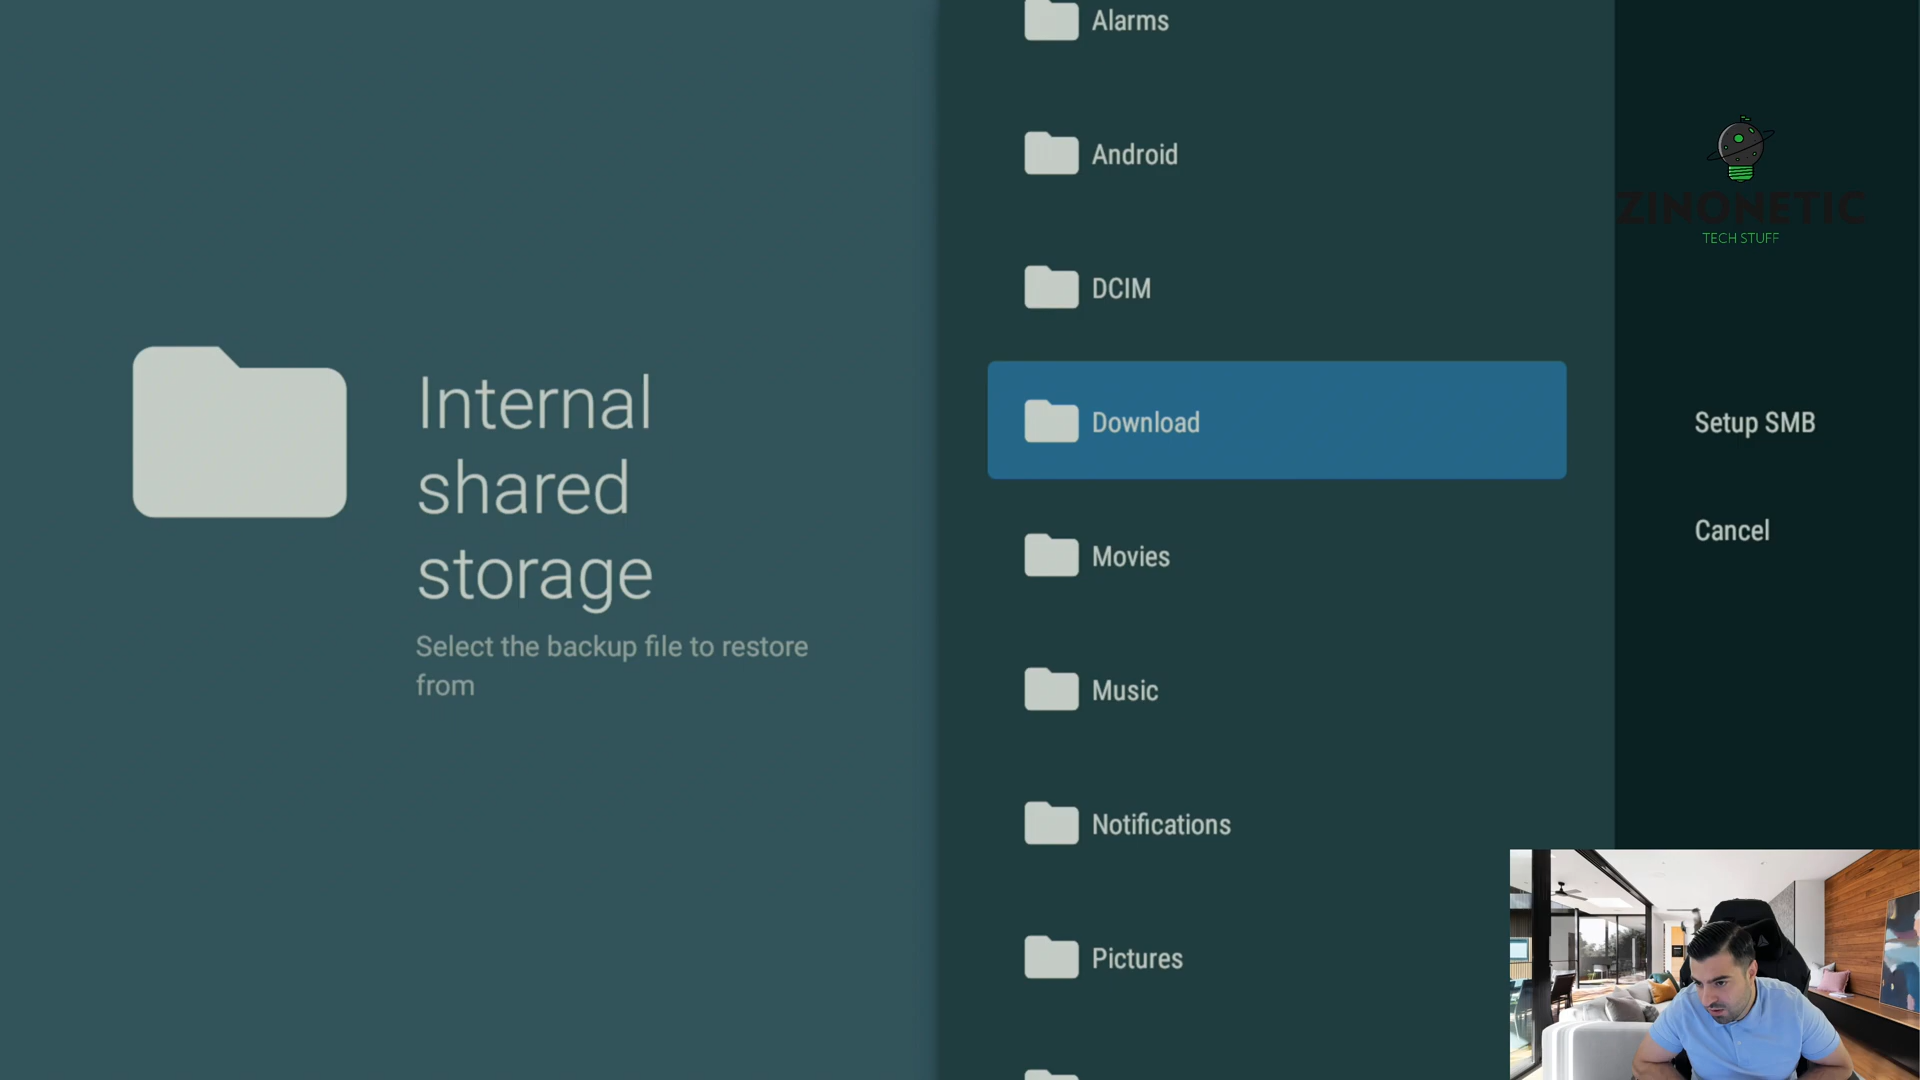 Alarms
Android
DCIM
Download
Movies
Music
Notifications
Pictures
Internal
shared
storage
Select the backup file to restore
from
ZINONETIC
TECH STUFF
Setup SMB
Cancel